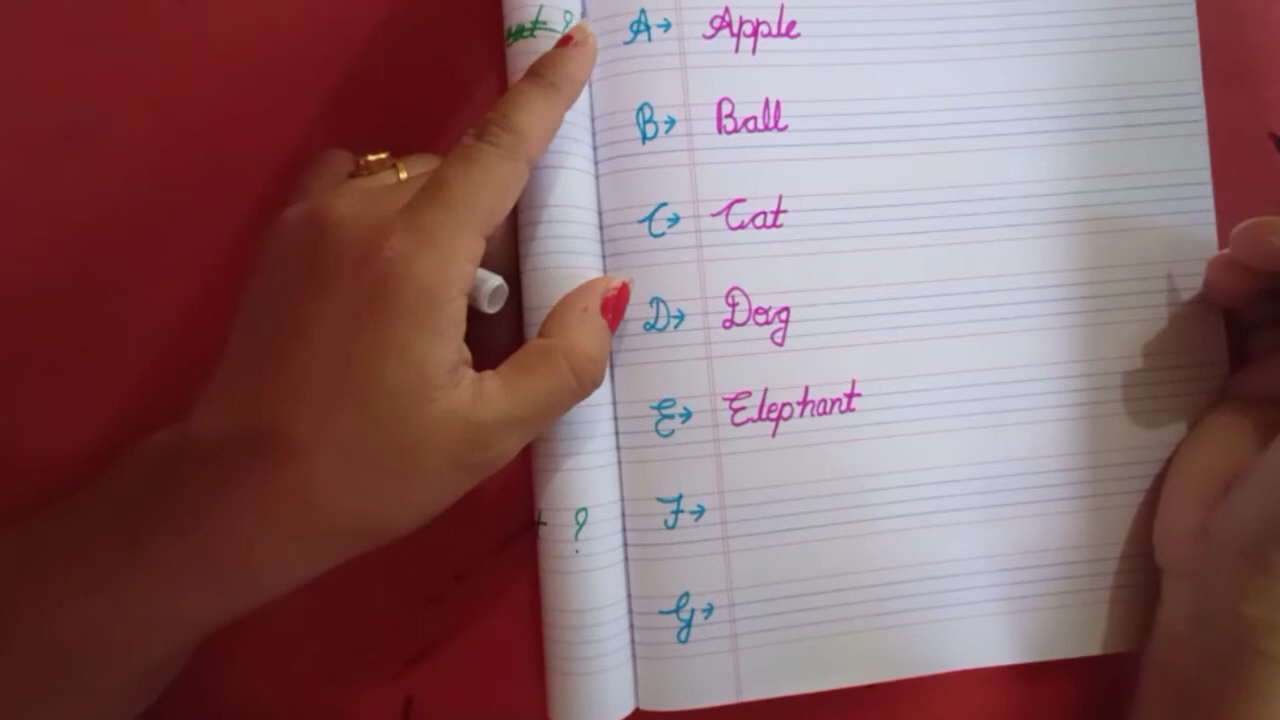 ?
A→ Apple
B→ Ball
C→ Cat
D→ Dog
E→ Elephant
F→
?
G→